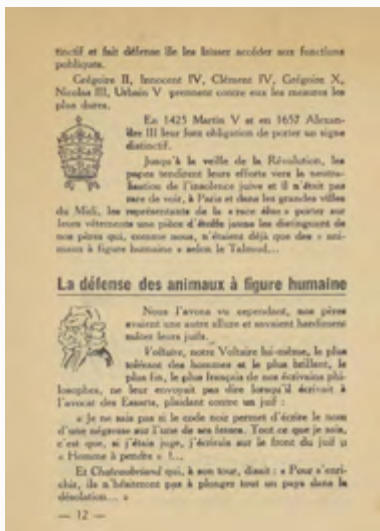 tinctif et fait défense de les laisser accéder aux fonctions
publiques.
Grégoire II, Innocent IV, Clément IV, Grégoire X,
Nicolas III, Urbain V prennent contre eux les mesures les
plus dures.
En 1425 Martin V et en 1657 Alexan-
dre III leur font obligation de porter un signe
distinctif.
Jusqu'à la veille de la Révolution, les
papes tendirent leurs efforts vers la neutra-
lisation de l'insolence juive et il n'était pas
rare de voir, à Paris et dans les grandes villes
du Midi, les représentants de la « race élue » porter sur
leurs vêtements une pièce d'étoffe jaune les distinguant de
nos pères qui, comme nous, n'étaient déjà que des « ani-
maux à figure humaine » selon le Talmud...
La défense des animaux à figure humaine
Nous l'avons vu cependant, nos pères
avaient une autre allure et savaient hardiment
mâter leurs juifs.
Voltaire, notre Voltaire lui-même, le plus
tolérant des hommes et le plus brillant, le
plus fin, le plus français de nos écrivains phi-
losophes, ne leur envoyait pas dire lorsqu'il écrivait à
l'avocat des Essarts, plaidant contre un juif :
« Je ne sais pas si le code noir permet d'écrire le nom
d'une négresse sur l'une de ses fesses. Tout ce que je sais,
c'est que, si j'étais juge, j'écrirais sur le front du juif :
« Homme à pendre » !...
Et Chateaubriand qui, à son tour, disait : « Pour s'enri-
chir, ils n'hésiteront pas à plonger tout un pays dans la
désolation... »
— 12 —